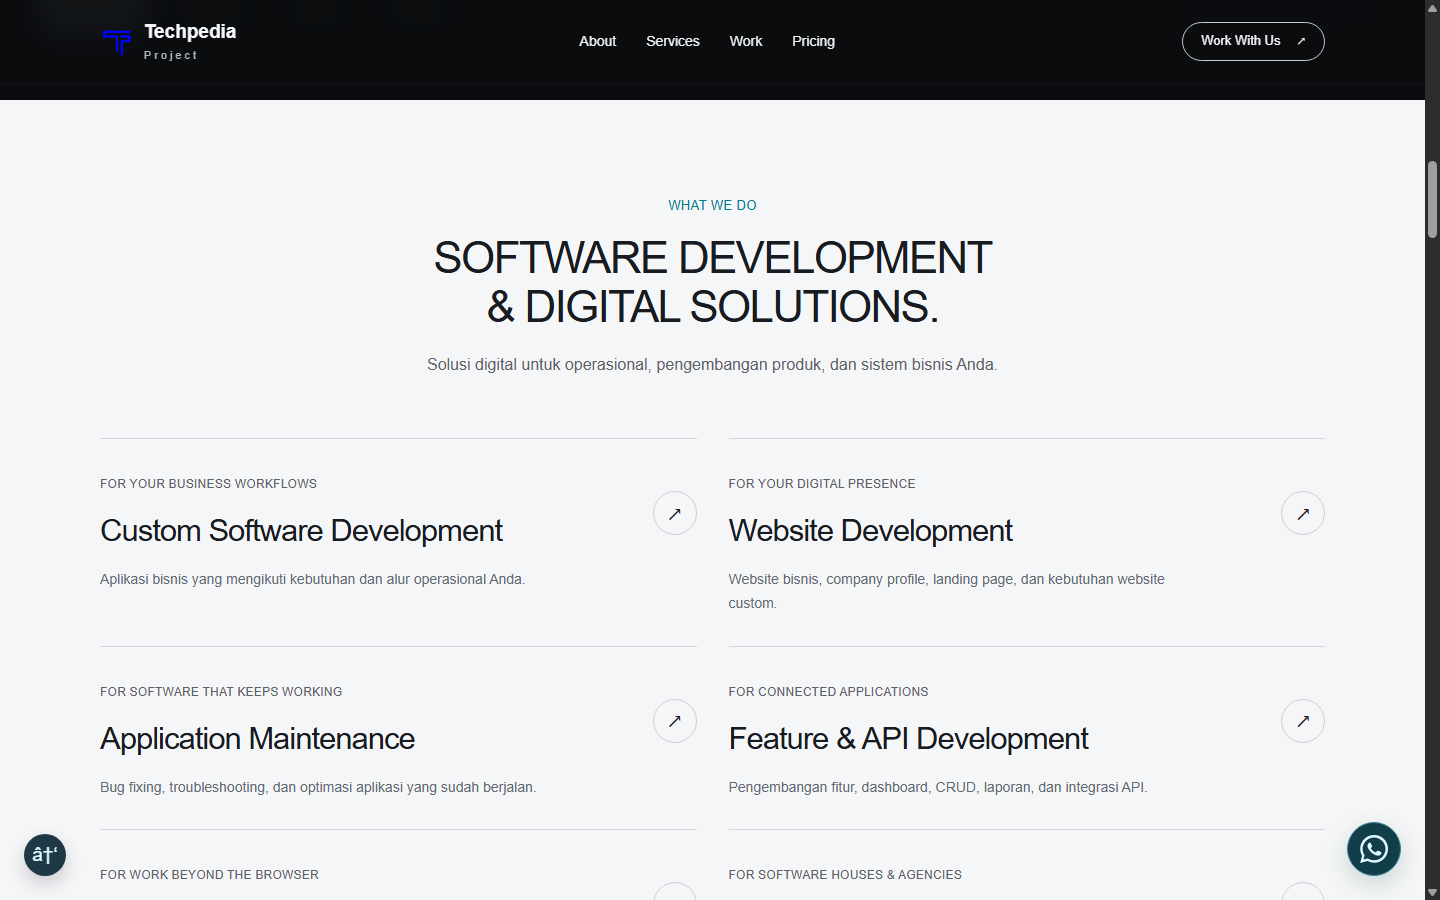 Techpedia
Project
About
Services
Work
Pricing
Work With Us ↗
WHAT WE DO
SOFTWARE DEVELOPMENT
& DIGITAL SOLUTIONS.
Solusi digital untuk operasional, pengembangan produk, dan sistem bisnis Anda.
FOR YOUR BUSINESS WORKFLOWS
Custom Software Development
↗
Aplikasi bisnis yang mengikuti kebutuhan dan alur operasional Anda.
FOR YOUR DIGITAL PRESENCE
Website Development
↗
Website bisnis, company profile, landing page, dan kebutuhan website
custom.
FOR SOFTWARE THAT KEEPS WORKING
Application Maintenance
↗
Bug fixing, troubleshooting, dan optimasi aplikasi yang sudah berjalan.
FOR CONNECTED APPLICATIONS
Feature & API Development
↗
Pengembangan fitur, dashboard, CRUD, laporan, dan integrasi API.
FOR WORK BEYOND THE BROWSER
FOR SOFTWARE HOUSES & AGENCIES
â†‘